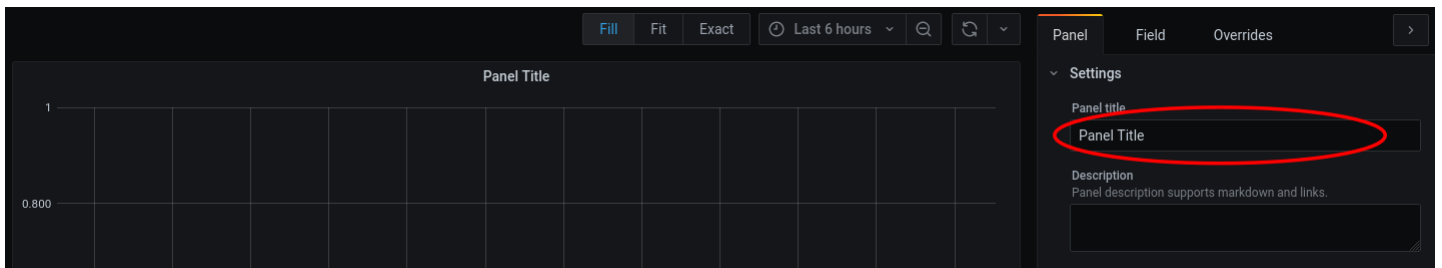 Fill Fit Exact Last 6 hours
Panel Field Overrides
Panel Title
1
0.800
Settings
Panel title
Panel Title
Description
Panel description supports markdown and links.